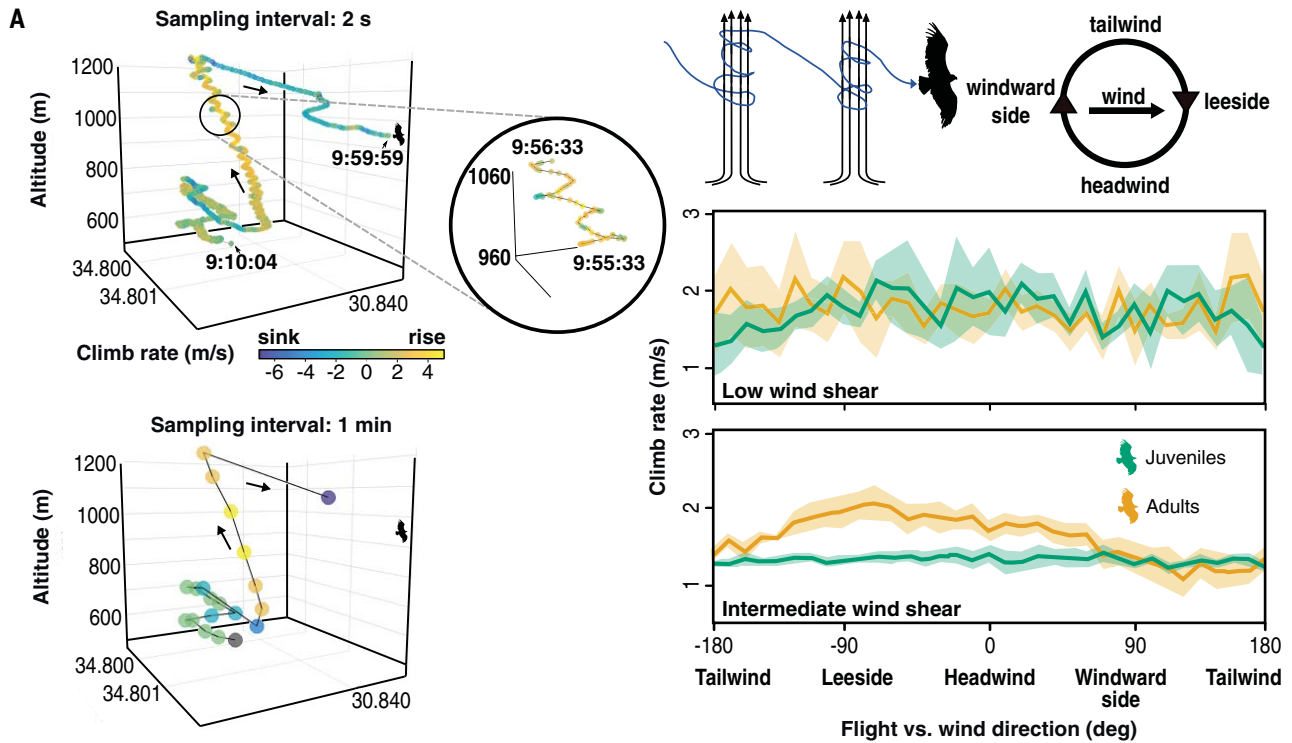 A
Sampling interval: 2 s
Altitude (m)
1200
1000
800
600
34.800
34.801
30.840
9:59:59
9:10:04
9:56:33
1060
960
9:55:33
sink rise
Climb rate (m/s)
-6 -4 -2 0 2 4
Sampling interval: 1 min
Altitude (m)
1200
1000
800
600
34.800
34.801
30.840
tailwind
windward
side
wind
leeside
headwind
Climb rate (m/s)
3
2
1
Low wind shear
3
2
1
Juveniles
Adults
Intermediate wind shear
-180 -90 0 90 180
Tailwind Leeside Headwind Windward side Tailwind
Flight vs. wind direction (deg)